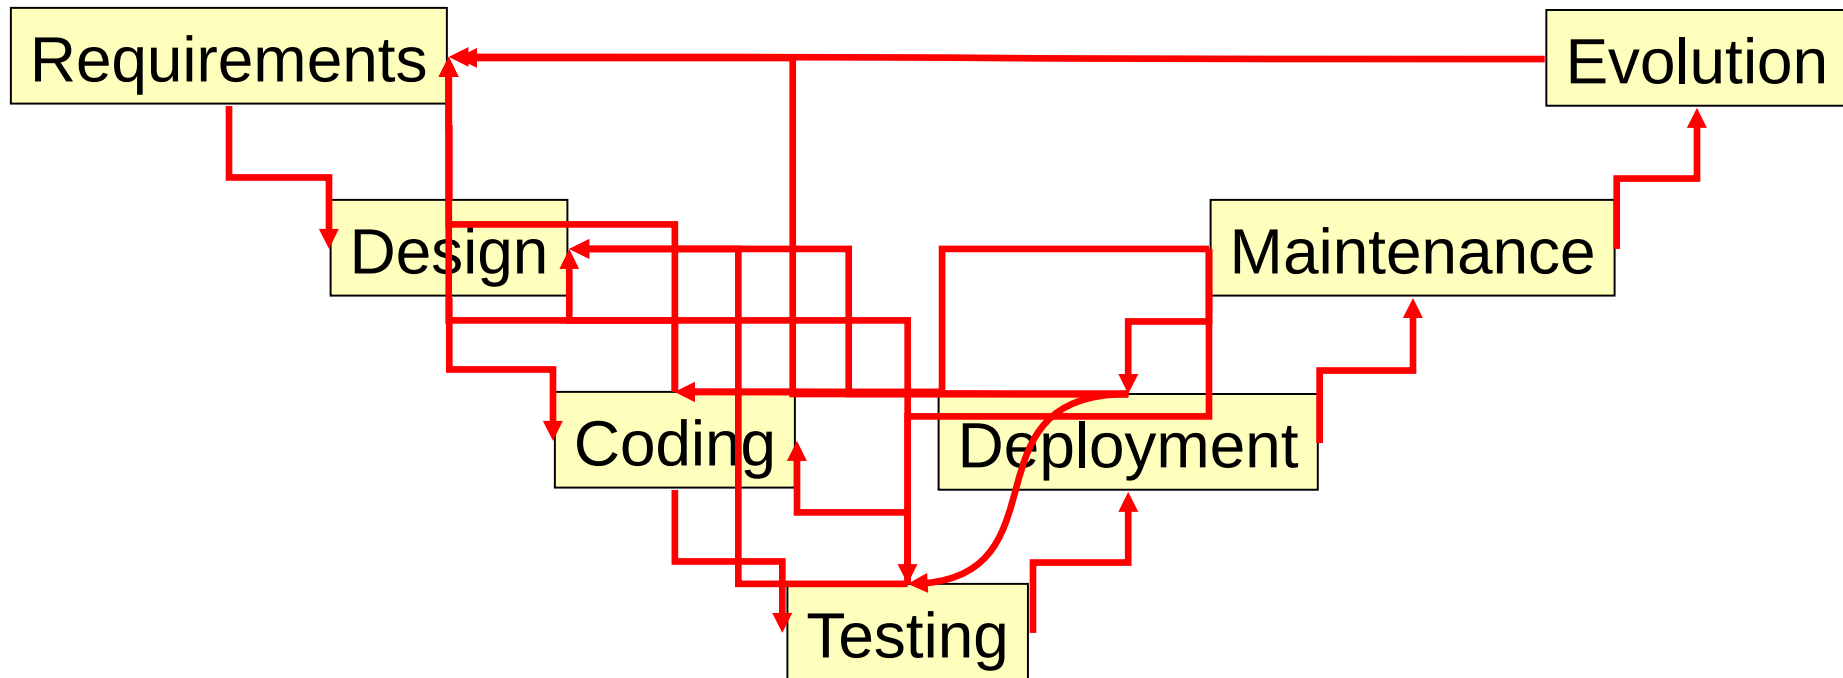 Requirements
Evolution
Design
Maintenance
Coding
Deployment
Testing